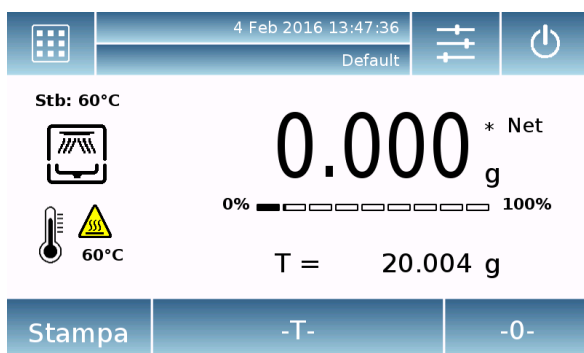 4 Feb 2016 13:47:36
Default
Stb: 60°C
0.000 * Net
g
0% 100%
60°C
T = 20.004 g
Stampa -T- -0-